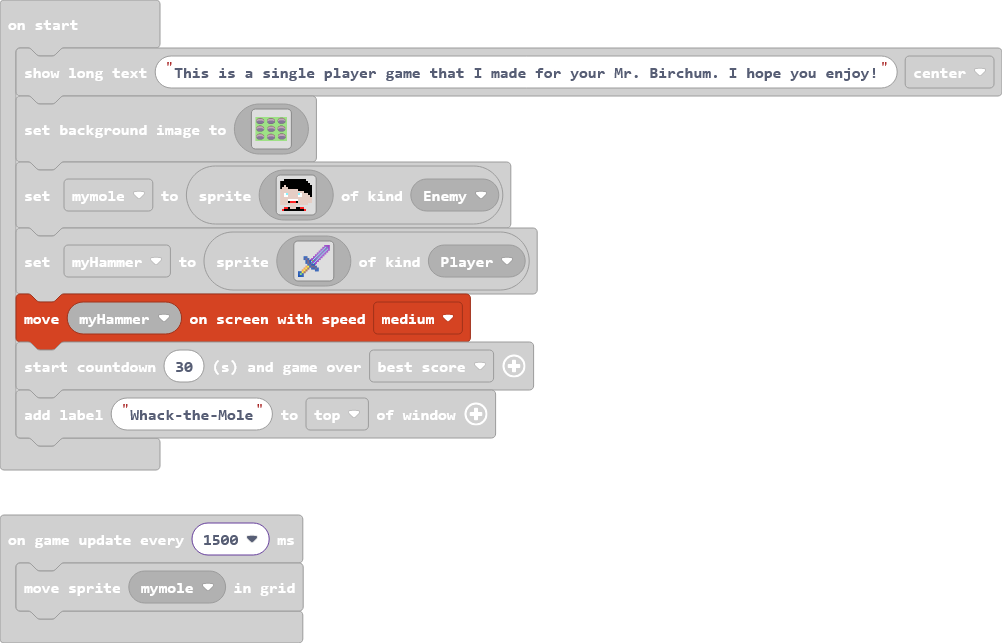 on start
show long text "This is a single player game that I made for your Mr. Birchum. I hope you enjoy!" center
set background image to
set mymole to sprite of kind Enemy
set myHammer to sprite of kind Player
move myHammer on screen with speed medium
start countdown 30 (s) and game over best score
add label "Whack-the-Mole" to top of window
on game update every 1500 ms
move sprite mymole in grid